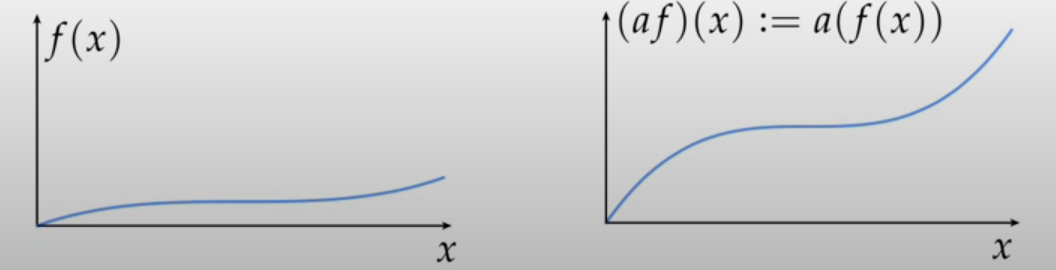 f(x)
x
(af)(x) := a(f(x))
x